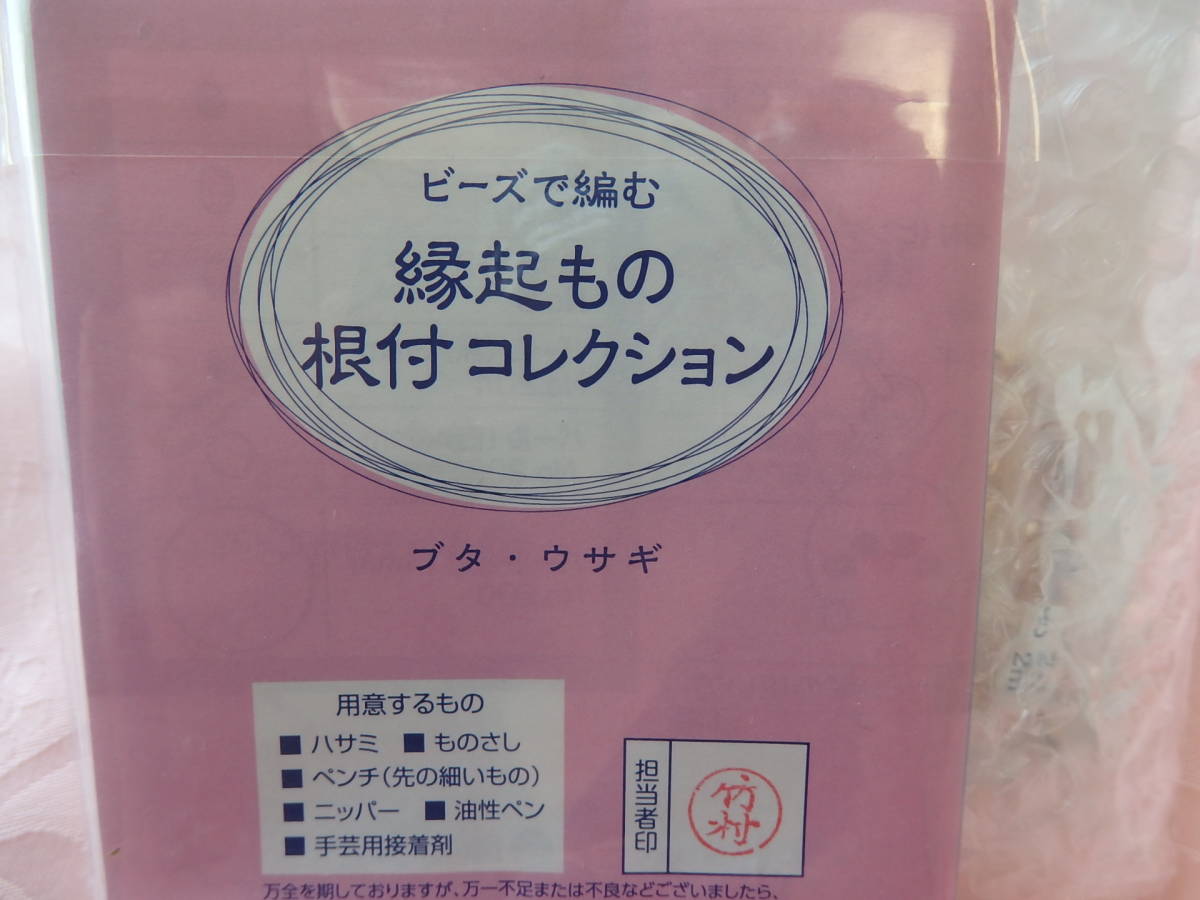 ビーズで編む
縁起もの
根付コレクション
ブタ・ウサギ
用意するもの
■ ハサミ ■ ものさし
■ ペンチ(先の細いもの)
■ ニッパー ■ 油性ペン
■ 手芸用接着剤
担当者印
竹村
万全を期しておりますが、万一不足または不良などございましたら、